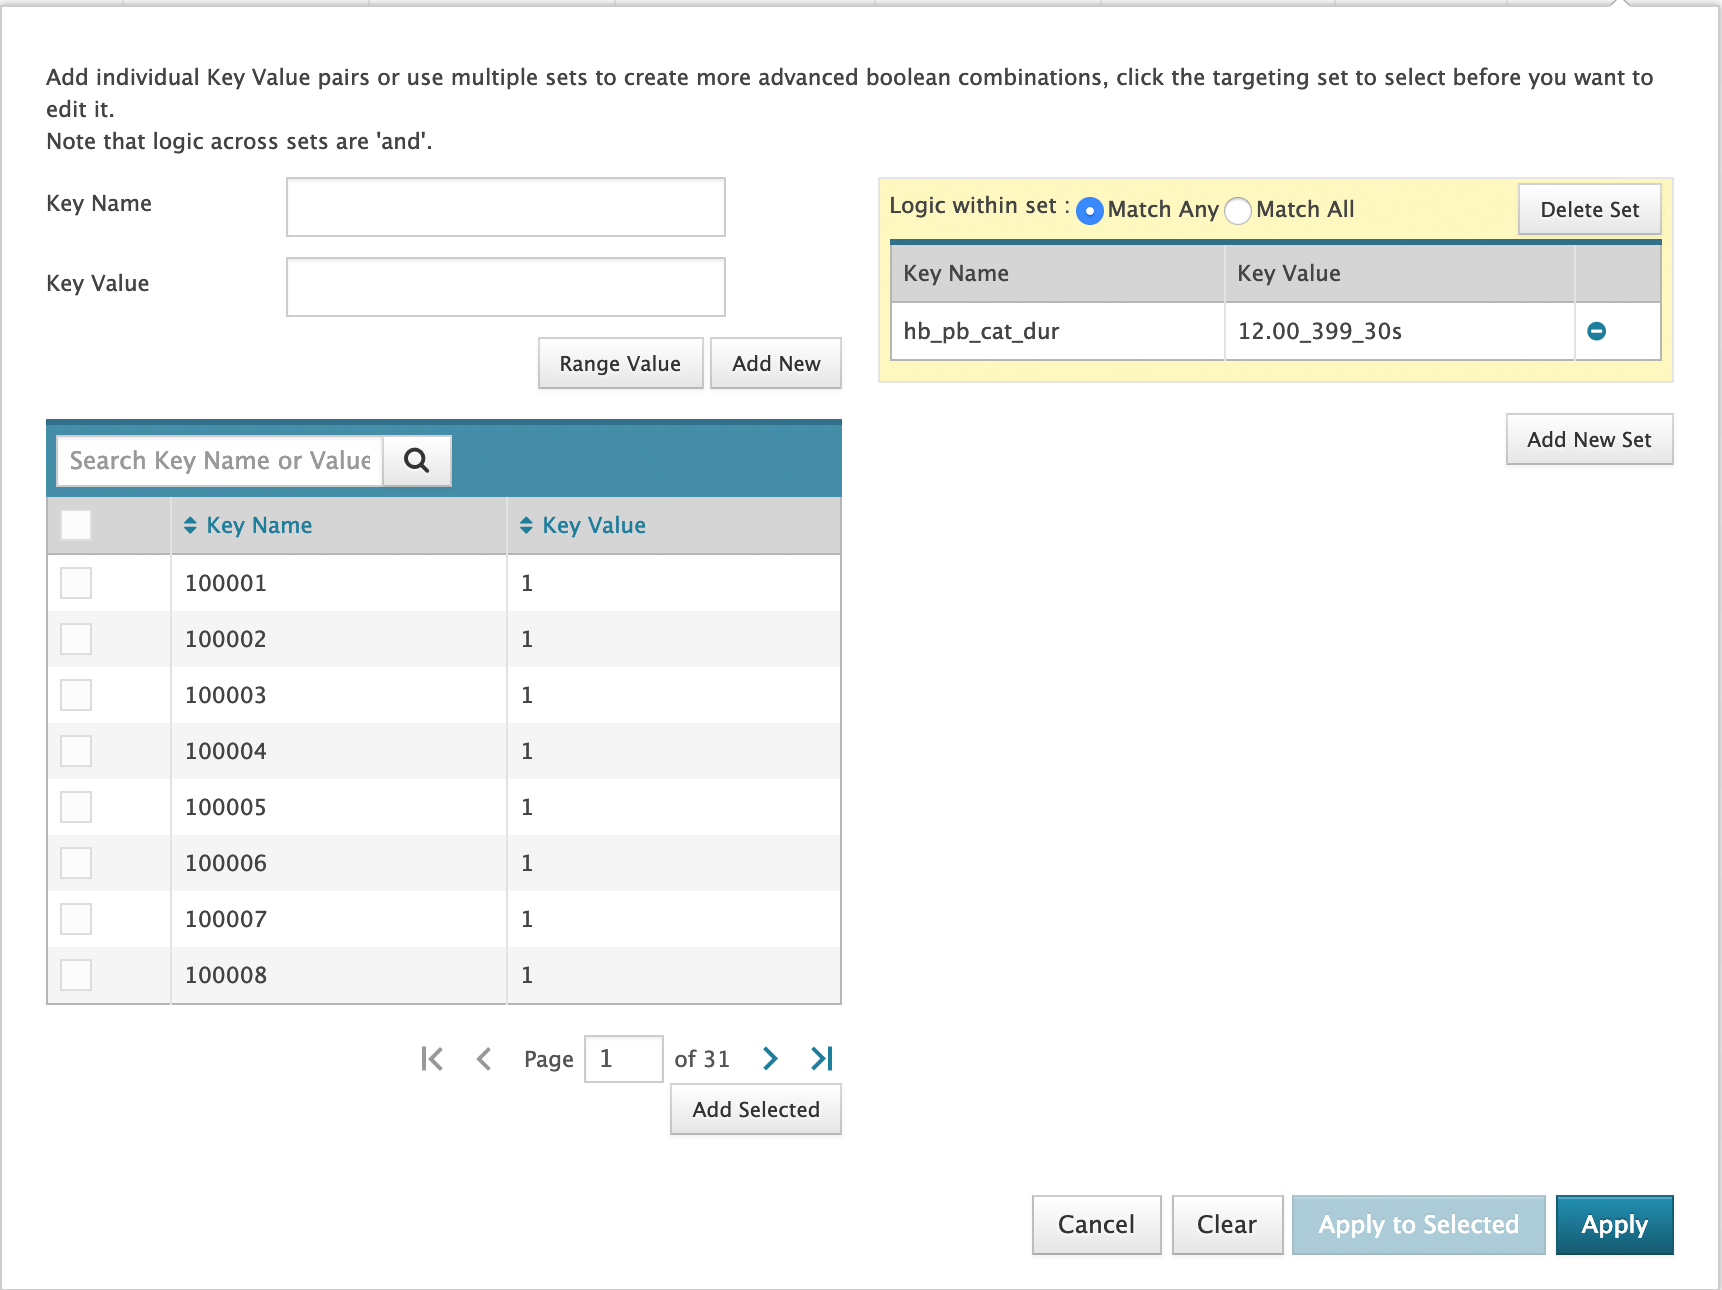 Add individual Key Value pairs or use multiple sets to create more advanced boolean combinations, click the targeting set to select before you want to
edit it.
Note that logic across sets are 'and'.
Key Name
Key Value
Range Value
Add New
Search Key Name or Value
Key Name Key Value
100001 1
100002 1
100003 1
100004 1
100005 1
100006 1
100007 1
100008 1
Page 1 of 31
Add Selected
Logic within set : Match Any Match All Delete Set
Key Name Key Value
hb_pb_cat_dur 12.00_399_30s
Add New Set
Cancel Clear Apply to Selected Apply